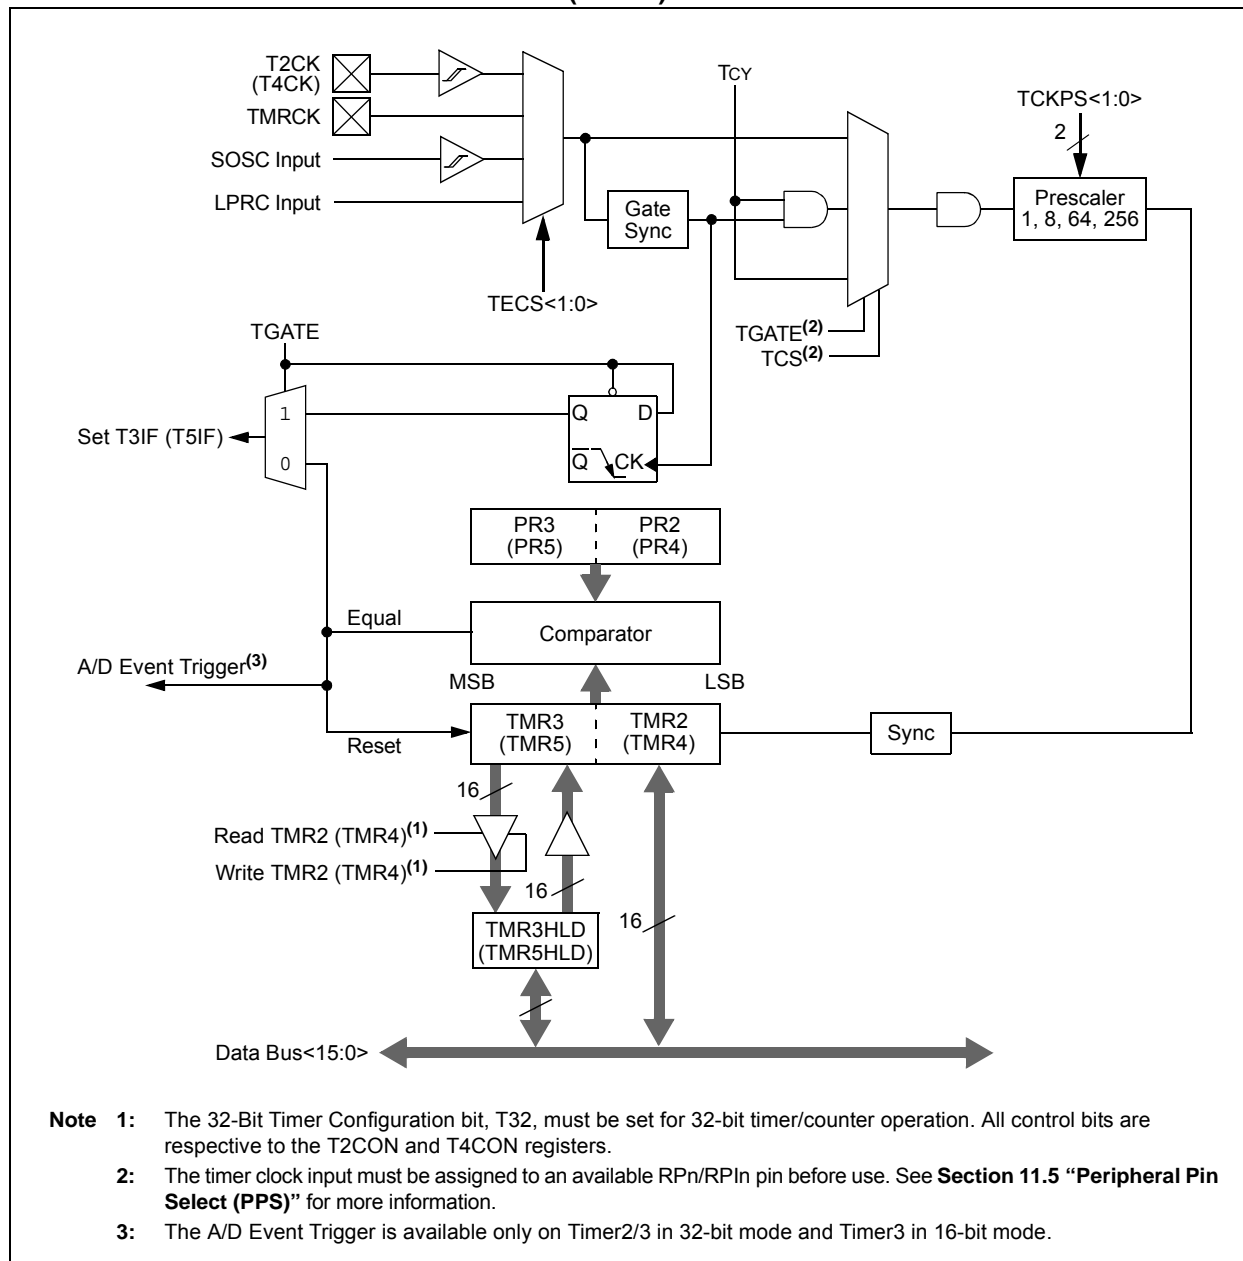 T2CK
(T4CK)
TMRCK
SOSC Input
LPRC Input
TECS<1:0>
Gate
Sync
TCY
TGATE(2)
TCS(2)
TCKPS<1:0>
2
Prescaler
1, 8, 64, 256
TGATE
1
0
Set T3IF (T5IF)
Q D
Q CK
PR3 PR2
(PR5) (PR4)
Equal
Comparator
A/D Event Trigger(3)
MSB LSB
TMR3 TMR2
(TMR5) (TMR4)
Reset
Sync
16
Read TMR2 (TMR4)(1)
Write TMR2 (TMR4)(1)
16
16
TMR3HLD
(TMR5HLD)
Data Bus<15:0>
Note 1: The 32-Bit Timer Configuration bit, T32, must be set for 32-bit timer/counter operation. All control bits are
respective to the T2CON and T4CON registers.
2: The timer clock input must be assigned to an available RPn/RPIn pin before use. See Section 11.5 “Peripheral Pin
Select (PPS)” for more information.
3: The A/D Event Trigger is available only on Timer2/3 in 32-bit mode and Timer3 in 16-bit mode.